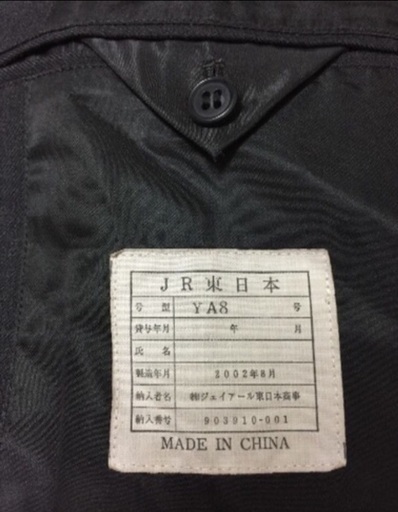 JR東日本
号型 YA8 号
貸与年月 年 月
氏名
製造年月 2002年8月
納入者名 ㈱ジェイアール東日本商事
納入番号 903910-001
MADE IN CHINA